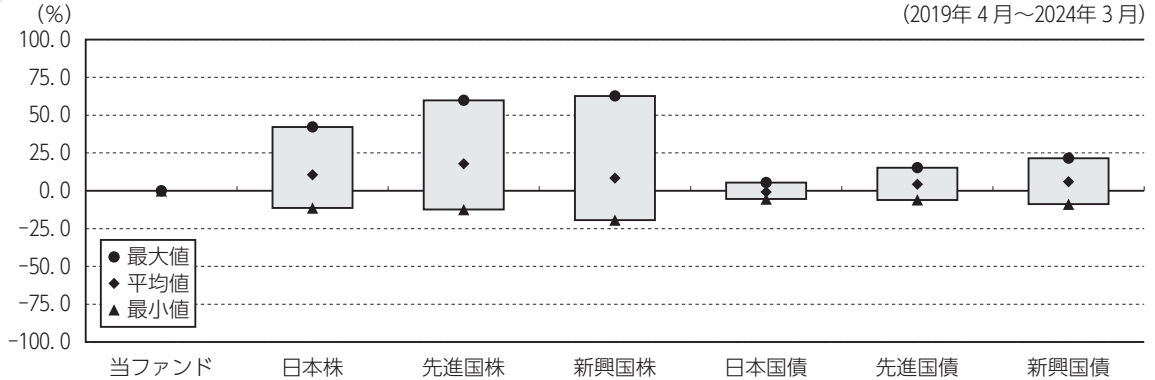 (%)
(2019年4月～2024年3月)
100.0
75.0
50.0
25.0
0.0
-25.0
-50.0
-75.0
-100.0
最大値
平均値
最小値
当ファンド 日本株 先進国株 新興国株 日本国債 先進国債 新興国債